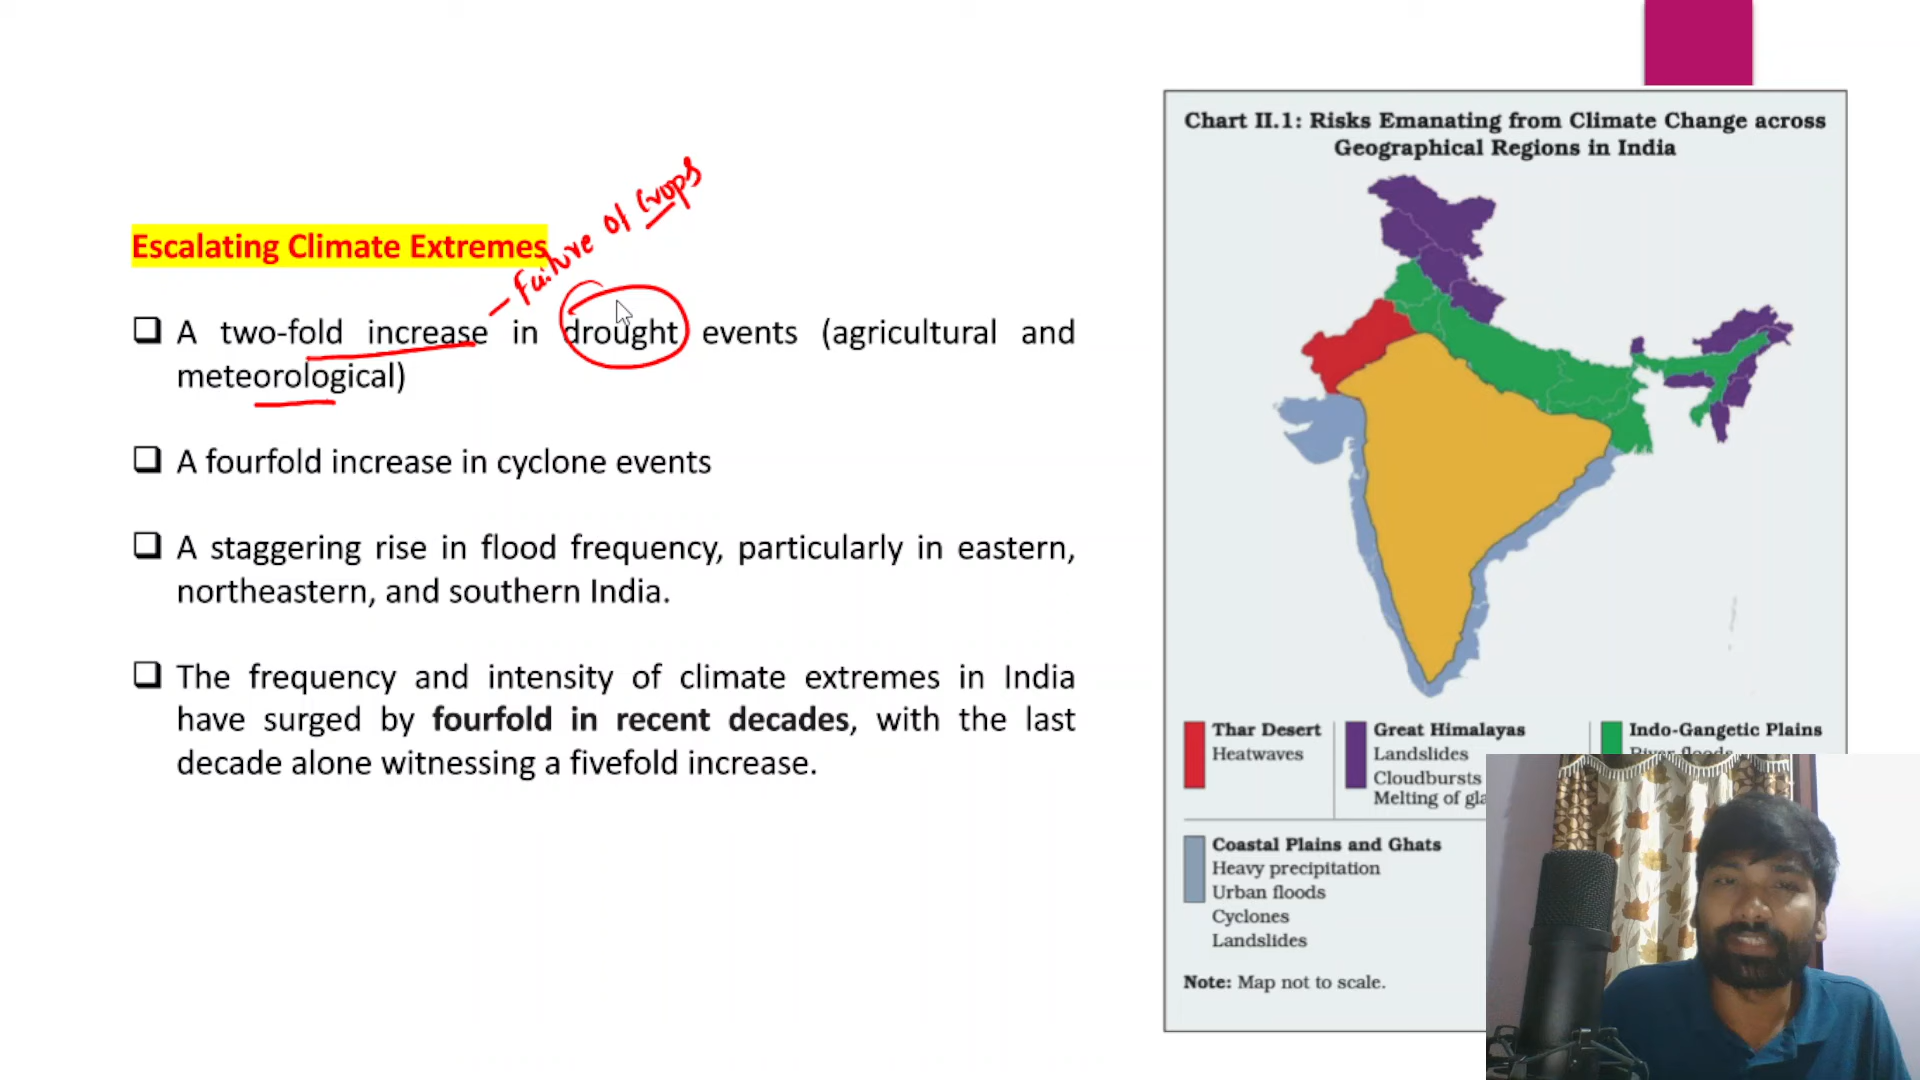 Escalating Climate Extremes
- Failure of Crops
❑ A two-fold increase in drought events (agricultural and
meteorological)
❑ A fourfold increase in cyclone events
❑ A staggering rise in flood frequency, particularly in eastern,
northeastern, and southern India.
❑ The frequency and intensity of climate extremes in India
have surged by fourfold in recent decades, with the last
decade alone witnessing a fivefold increase.
Chart II.1: Risks Emanating from Climate Change across
Geographical Regions in India
Thar Desert
Heatwaves
Great Himalayas
Landslides
Cloudbursts
Melting of
Indo-Gangetic Plains
River floods
Coastal Plains and Ghats
Heavy precipitation
Urban floods
Cyclones
Landslides
Note: Map not to scale.